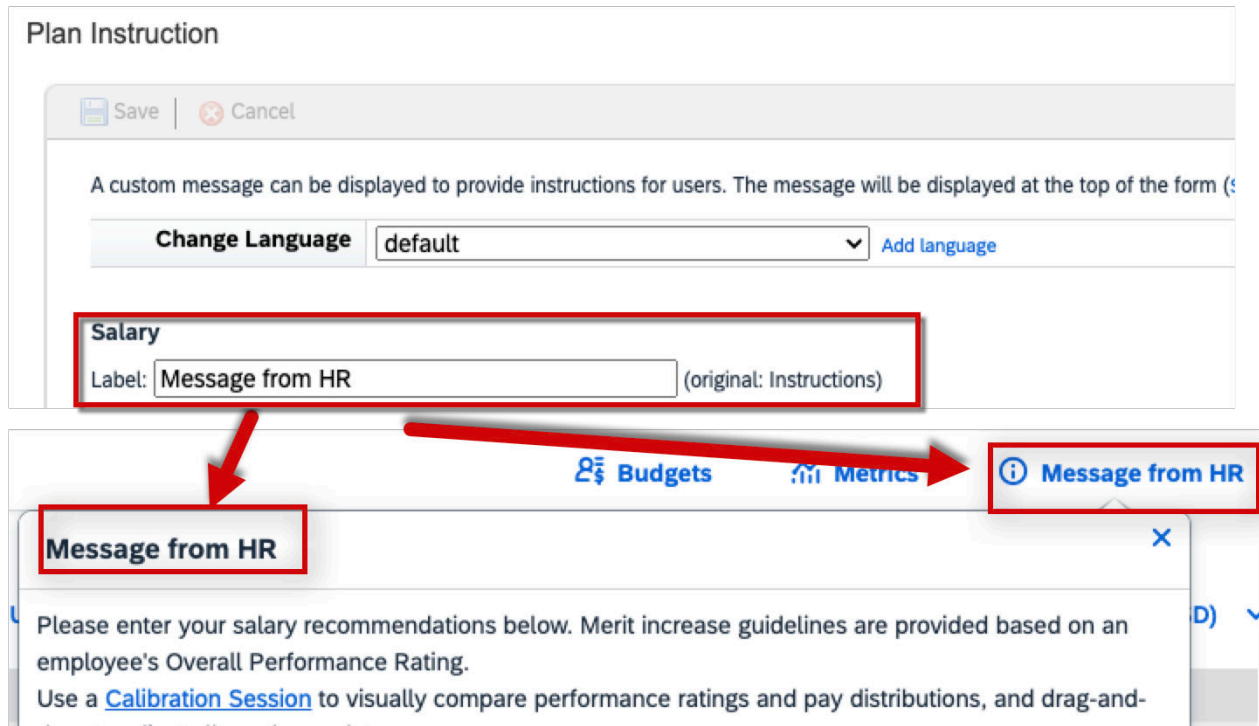 Plan Instruction
Save | Cancel
A custom message can be displayed to provide instructions for users. The message will be displayed at the top of the form (
Change Language default Add language
Salary
Label: Message from HR (original: Instructions)
Budgets Metrics Message from HR
Message from HR
D)
Please enter your salary recommendations below. Merit increase guidelines are provided based on an
employee's Overall Performance Rating.
Use a Calibration Session to visually compare performance ratings and pay distributions, and drag-and-